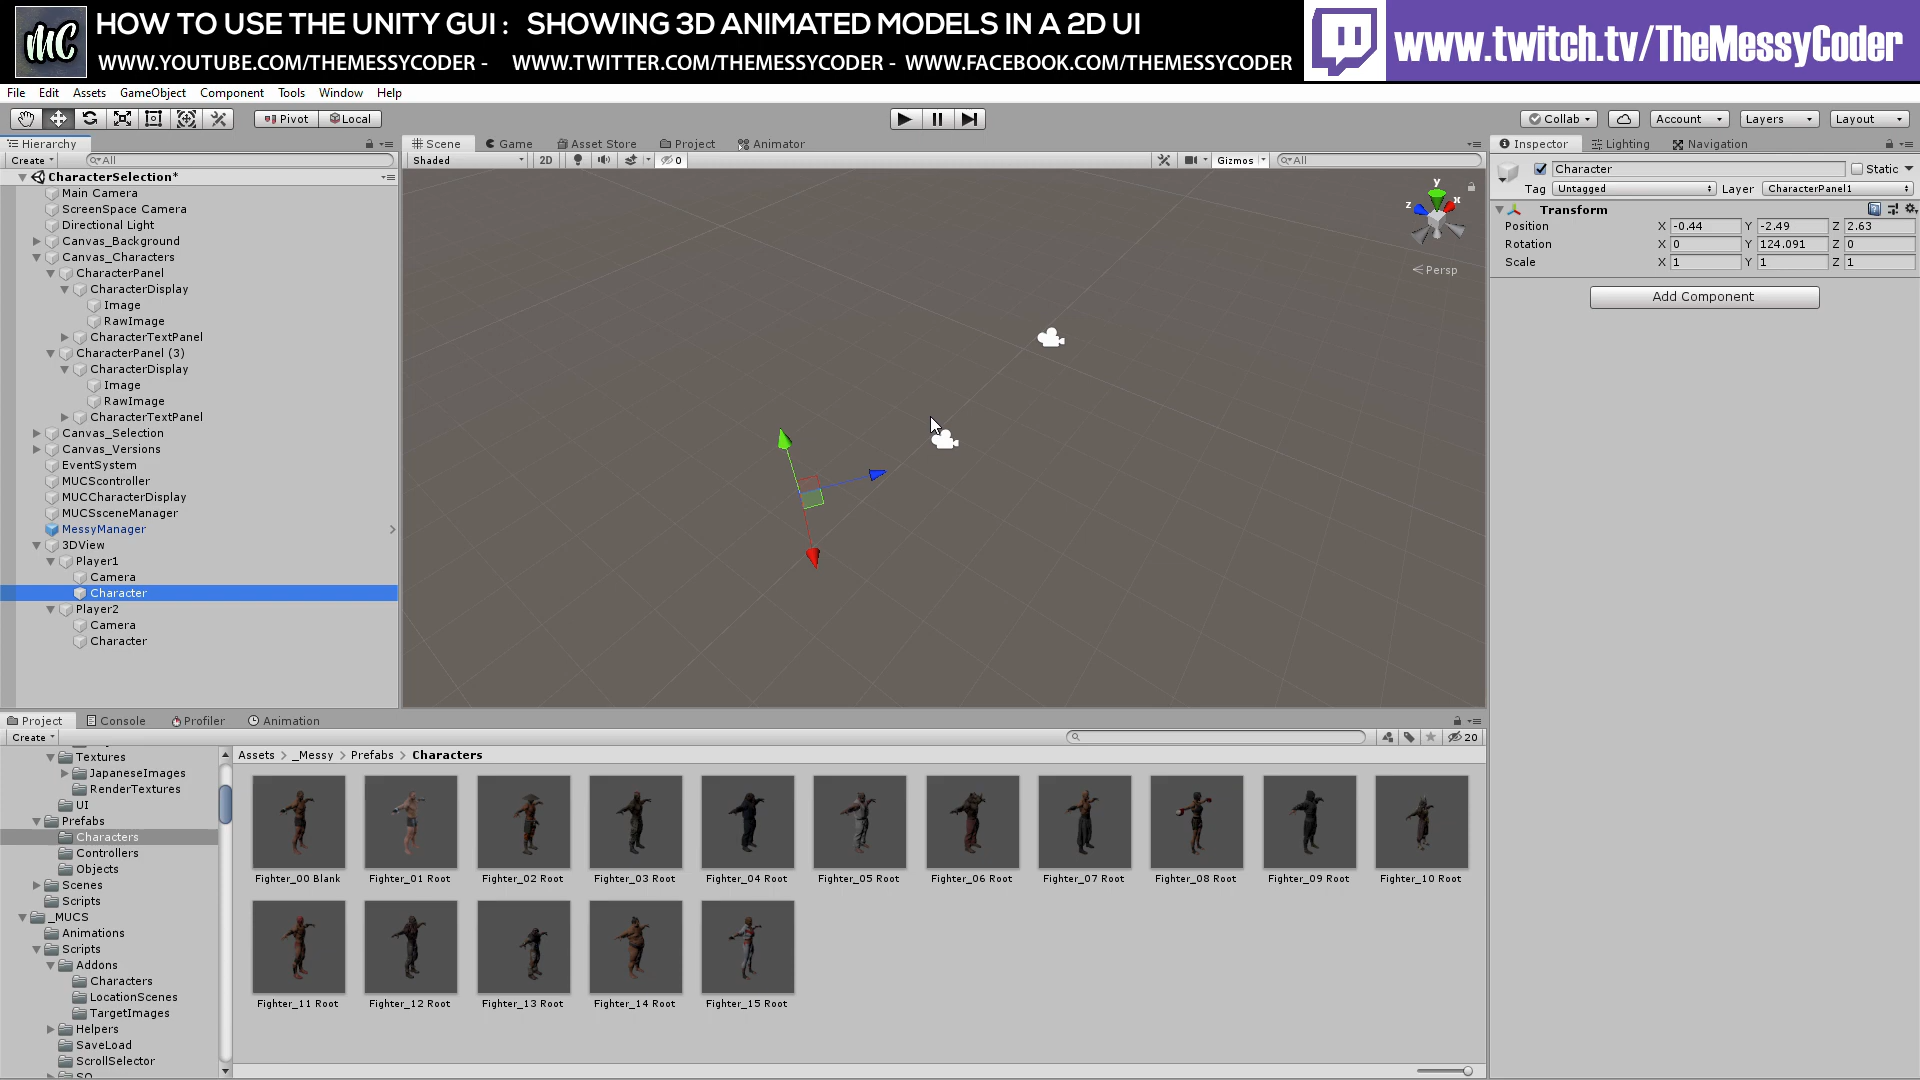 MC
HOW TO USE THE UNITY GUI : SHOWING 3D ANIMATED MODELS IN A 2D UI
WWW.YOUTUBE.COM/THEMESSYCODER - WWW.TWITTER.COM/THEMESSYCODER - WWW.FACEBOOK.COM/THEMESSYCODER
www.twitch.tv/TheMessyCoder
File Edit Assets GameObject Component Tools Window Help
Pivot Local
Collab Account Layers Layout
Hierarchy
Create All
CharacterSelection*
Main Camera
ScreenSpace Camera
Directional Light
Canvas_Background
Canvas_Characters
CharacterPanel
CharacterDisplay
Image
RawImage
CharacterTextPanel
CharacterPanel (3)
CharacterDisplay
Image
RawImage
CharacterTextPanel
Canvas_Selection
Canvas_Versions
EventSystem
MUCScontroller
MUCCharacterDisplay
MUCSsceneManager
MessyManager
3DView
Player1
Camera
Character
Player2
Camera
Character
Scene Game Asset Store Project Animator
Shaded 2D 0 Gizmos All
y
z x
Persp
Inspector Lighting Navigation
Character Static
Tag Untagged Layer CharacterPanel1
Transform
Position X -0.44 Y -2.49 Z 2.63
Rotation X 0 Y 124.091 Z 0
Scale X 1 Y 1 Z 1
Add Component
Project Console Profiler Animation
Create 20
Textures
JapaneseImages
RenderTextures
UI
Prefabs
Characters
Controllers
Objects
Scenes
Scripts
_MUCS
Animations
Scripts
Addons
Characters
LocationScenes
TargetImages
Helpers
SaveLoad
ScrollSelector
SO
Assets > _Messy > Prefabs > Characters
Fighter_00 Blank Fighter_01 Root Fighter_02 Root Fighter_03 Root Fighter_04 Root Fighter_05 Root Fighter_06 Root Fighter_07 Root Fighter_08 Root Fighter_09 Root Fighter_10 Root
Fighter_11 Root Fighter_12 Root Fighter_13 Root Fighter_14 Root Fighter_15 Root